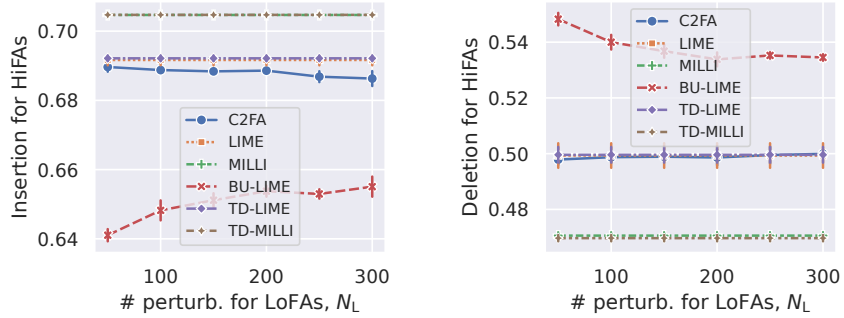 Insertion for HiFAs
0.70
0.68
0.66
0.64
C2FA
LIME
MILLI
BU-LIME
TD-LIME
TD-MILLI
100
200
300
# perturb. for LoFAs, N_L
Deletion for HiFAs
0.54
0.52
0.50
0.48
C2FA
LIME
MILLI
BU-LIME
TD-LIME
TD-MILLI
100
200
300
# perturb. for LoFAs, N_L